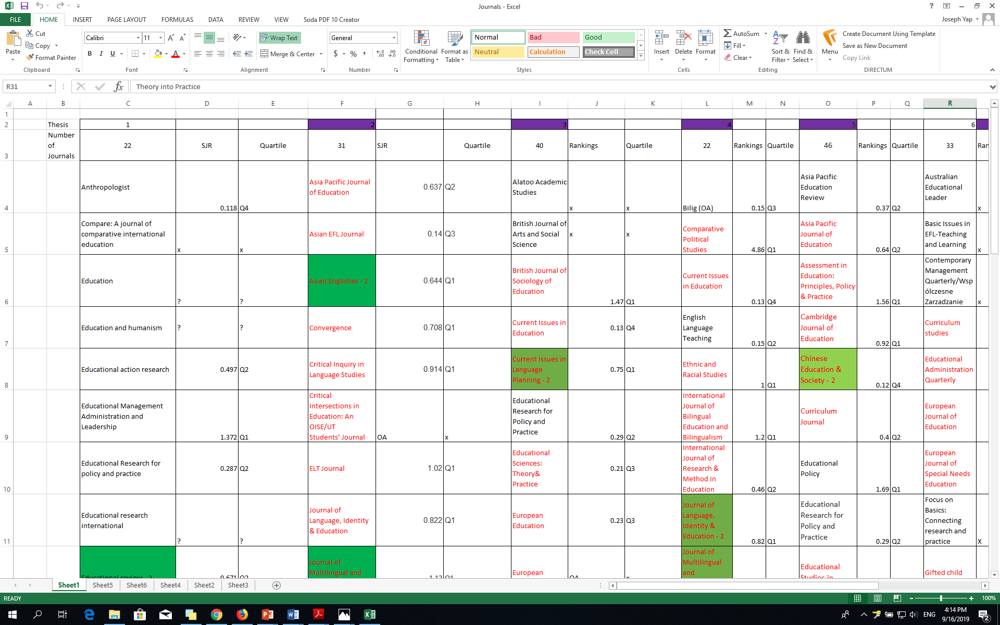 Journals - Excel
?
FILE HOME INSERT PAGE LAYOUT FORMULAS DATA REVIEW VIEW Soda PDF 10 Creator
Joseph Yap
Paste
Cut
Copy
Format Painter
Clipboard
Calibri 11
B I U
Font
Wrap Text
Merge & Center
Alignment
General
$ % ,
Number
Conditional Formatting
Format as Table
Normal Bad Good
Neutral Calculation Check Cell
Styles
Insert Delete Format
Cells
AutoSum
Fill
Clear
Sort & Filter
Find & Select
Editing
Menu
Create Document Using Template
Save as New Document
Copy Link
DIRECTUM
R31 fx Theory into Practice
A B C D E F G H I J K L M N O P Q R
1
2 Thesis 1 2 3 4 5 6
3 Number of Journals 22 SJR Quartile 31 SJR Quartile 40 Rankings Quartile 22 Rankings Quartile 46 Rankings Quartile 33 Ran
4 Anthropologist 0.118 Q4 Asia Pacific Journal of Education 0.637 Q2 Alatoo Academic Studies x x Bilig (OA) 0.15 Q3 Asia Pacific Education Review 0.37 Q2 Australian Educational Leader x
5 Compare: A journal of comparative international education x x Asian EFL Journal 0.14 Q3 British Journal of Arts and Social Science x x Comparative Political Studies 4.86 Q1 Asia Pacific Journal of Education 0.64 Q2 Basic Issues in EFL-Teaching and Learning x
6 Education ? ? Asian Englishes - 2 0.644 Q1 British Journal of Sociology of Education 1.47 Q1 Current Issues in Education 0.13 Q4 Assessment in Education: Principles, Policy & Practice 1.56 Q1 Contemporary Management Quarterly/Współczesne Zarzadzanie x
7 Education and humanism ? ? Convergence 0.708 Q1 Current Issues in Education 0.13 Q4 English Language Teaching 0.15 Q2 Cambridge Journal of Education 0.92 Q1 Curriculum studies
8 Educational action research 0.497 Q2 Critical Inquiry in Language Studies 0.914 Q1 Current Issues in Language Planning - 2 0.75 Q1 Ethnic and Racial Studies 1 Q1 Chinese Education & Society - 2 0.12 Q4 Educational Administration Quarterly
9 Educational Management Administration and Leadership 1.372 Q1 Critical Intersections in Education: An OISE/UT Students’ Journal OA x Educational Research for Policy and Practice 0.29 Q2 International Journal of Bilingual Education and Bilingualism 1.2 Q1 Curriculum Journal 0.4 Q2 European Journal of Education
10 Educational Research for policy and practice 0.287 Q2 ELT Journal 1.02 Q1 Educational Sciences: Theory& Practice 0.21 Q3 International Journal of Research & Method in Education 0.46 Q2 Educational Policy 1.69 Q1 European Journal of Special Needs Education
11 Educational research international ? ? Journal of Language, Identity & Education 0.822 Q1 European Education 0.23 Q3 Journal of Language, Identity & Education - 2 0.82 Q1 Educational Research for Policy and Practice 0.29 Q2 Focus on Basics: Connecting research and practice X
Educational review - 2 0.671 Q2 Journal of Multilingual and 1.12 Q1 European OA x Journal of Multilingual and Educational Studies in Gifted child
Sheet1 Sheet5 Sheet6 Sheet4 Sheet2 Sheet3
READY 100%
ENG 4:14 PM
9/16/2019 2